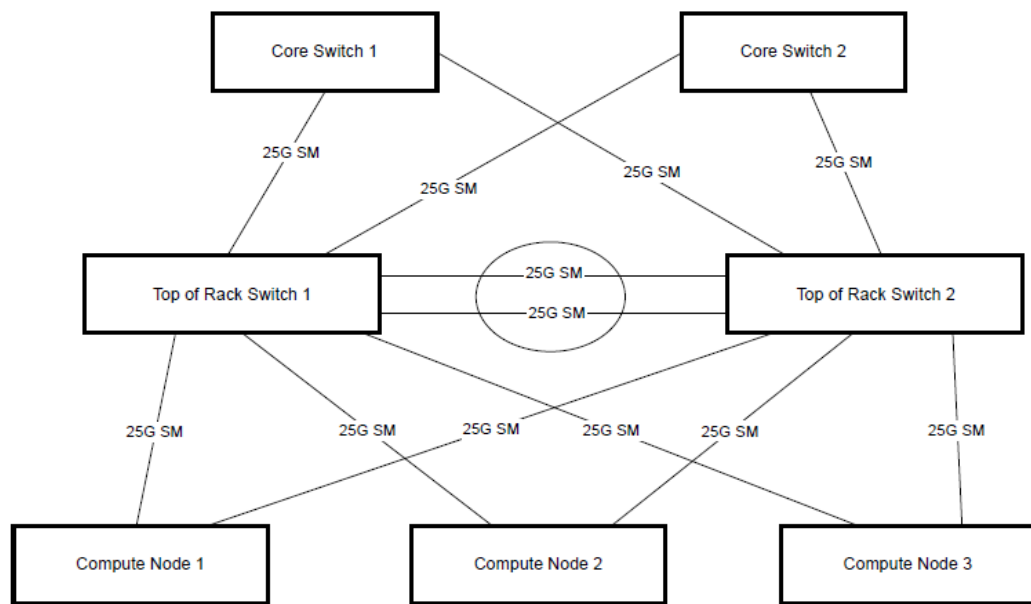 Core Switch 1
Core Switch 2
25G SM
25G SM
25G SM
25G SM
Top of Rack Switch 1
25G SM
25G SM
Top of Rack Switch 2
25G SM
25G SM
25G SM
25G SM
25G SM
25G SM
Compute Node 1
Compute Node 2
Compute Node 3